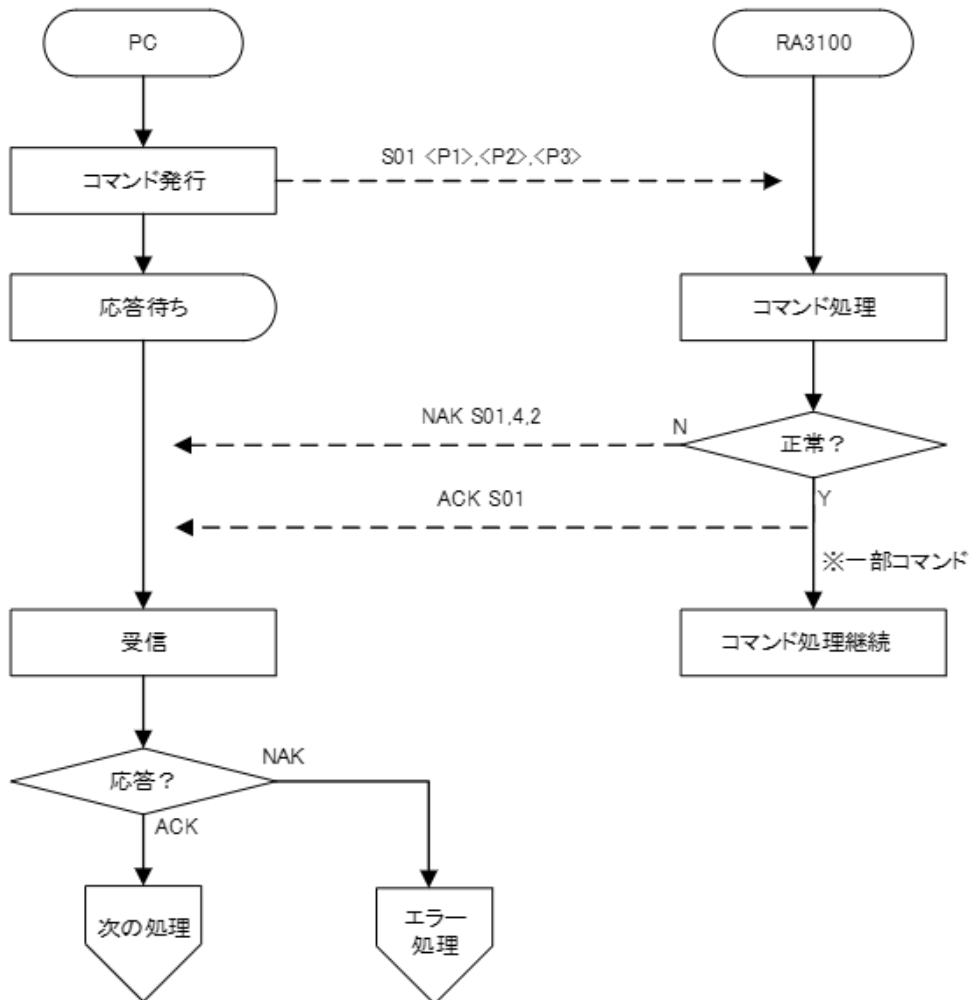 PC
RA3100
S01 <P1>,<P2>,<P3>
コマンド発行
応答待ち
コマンド処理
NAK S01,4,2
N
正常？
ACK S01
Y
※一部コマンド
受信
コマンド処理継続
NAK
応答？
ACK
次の処理
エラー
処理